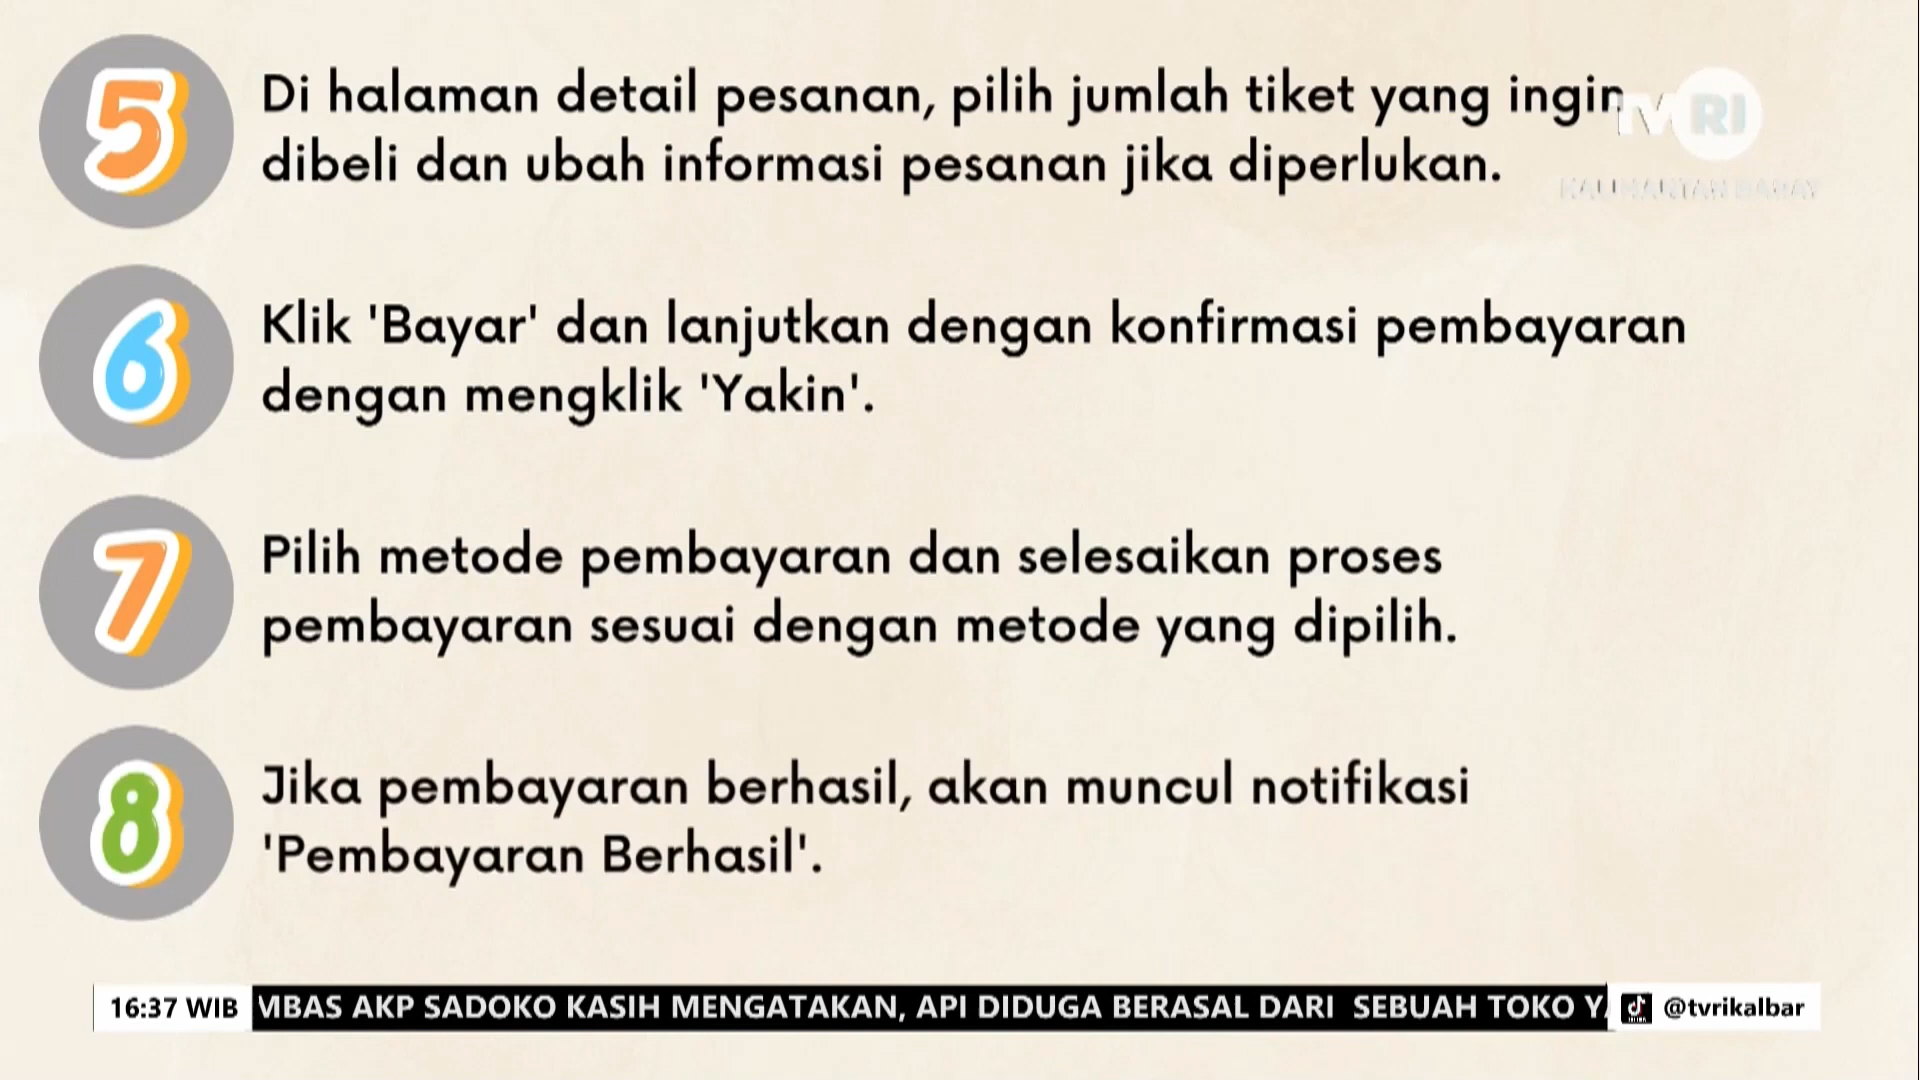 5
Di halaman detail pesanan, pilih jumlah tiket yang ingin
dibeli dan ubah informasi pesanan jika diperlukan.
TVRI
KALIMANTAN BARAT
6
Klik 'Bayar' dan lanjutkan dengan konfirmasi pembayaran
dengan mengklik 'Yakin'.
7
Pilih metode pembayaran dan selesaikan proses
pembayaran sesuai dengan metode yang dipilih.
8
Jika pembayaran berhasil, akan muncul notifikasi
'Pembayaran Berhasil'.
16:37 WIB MBAS AKP SADOKO KASIH MENGATAKAN, API DIDUGA BERASAL DARI SEBUAH TOKO @tvrikalbar